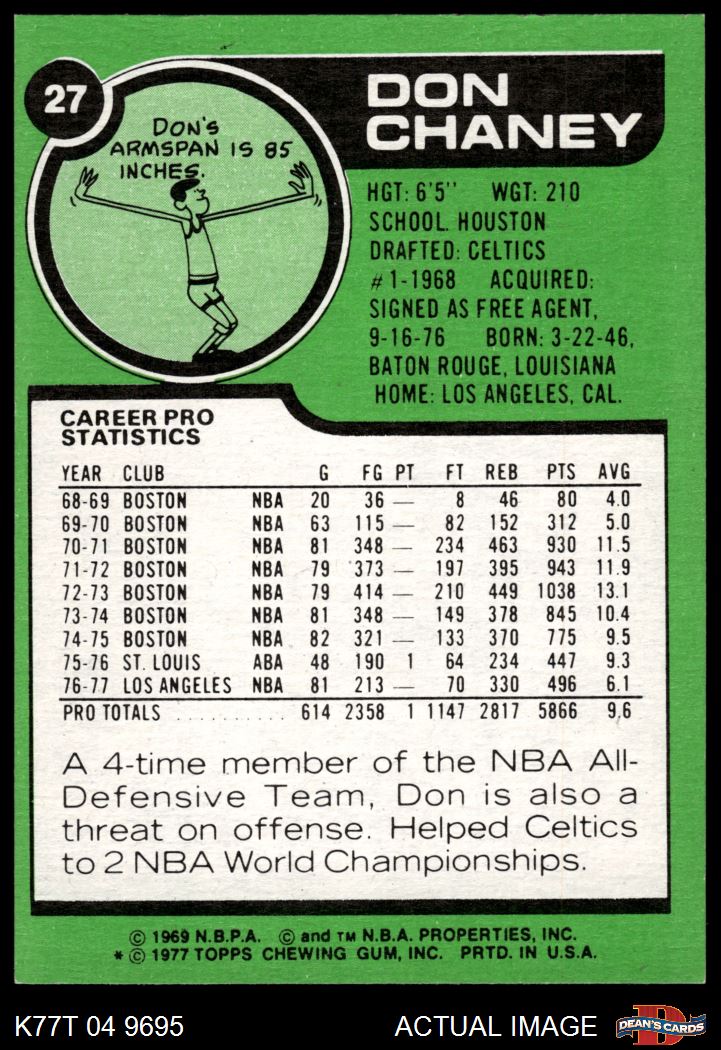 27
DON
CHANEY
DON'S
ARMSPAN IS 85
INCHES.
HGT: 6'5'' WGT: 210
SCHOOL. HOUSTON
DRAFTED: CELTICS
#1-1968 ACQUIRED:
SIGNED AS FREE AGENT,
9-16-76 BORN: 3-22-46,
BATON ROUGE, LOUISIANA
HOME: LOS ANGELES, CAL.
CAREER PRO
STATISTICS
YEAR CLUB G FG PT FT REB PTS AVG
68-69 BOSTON NBA 20 36 — 8 46 80 4.0
69-70 BOSTON NBA 63 115 — 82 152 312 5.0
70-71 BOSTON NBA 81 348 — 234 463 930 11.5
71-72 BOSTON NBA 79 373 — 197 395 943 11.9
72-73 BOSTON NBA 79 414 — 210 449 1038 13.1
73-74 BOSTON NBA 81 348 — 149 378 845 10.4
74-75 BOSTON NBA 82 321 — 133 370 775 9.5
75-76 ST. LOUIS ABA 48 190 1 64 234 447 9.3
76-77 LOS ANGELES NBA 81 213 — 70 330 496 6.1
PRO TOTALS . . . . . . . . . . 614 2358 1 1147 2817 5866 9,6
A 4-time member of the NBA All-
Defensive Team, Don is also a
threat on offense. Helped Celtics
to 2 NBA World Championships.
© 1969 N.B.P.A. © and TM N.B.A. PROPERTIES, INC.
* © 1977 TOPPS CHEWING GUM, INC. PRTD. IN U.S.A.
K77T 04 9695 ACTUAL IMAGE DEAN'S CARDS